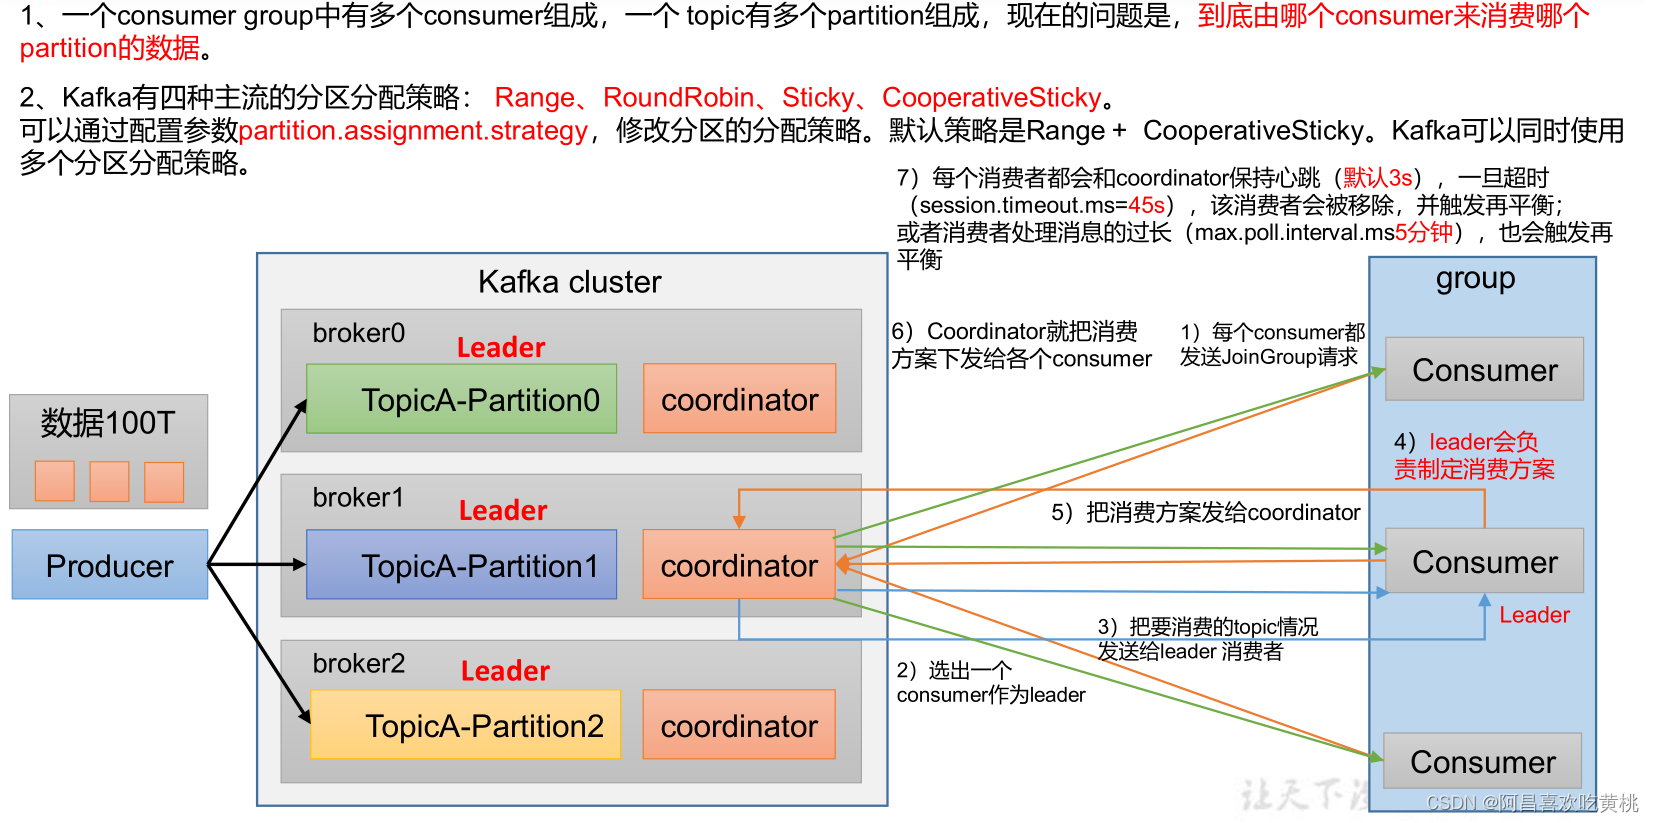 1、一个consumer group中有多个consumer组成，一个 topic有多个partition组成，现在的问题是，到底由哪个consumer来消费哪个
partition的数据。
2、Kafka有四种主流的分区分配策略： Range、RoundRobin、Sticky、CooperativeSticky。
可以通过配置参数partition.assignment.strategy，修改分区的分配策略。默认策略是Range + CooperativeSticky。Kafka可以同时使用
多个分区分配策略。
7）每个消费者都会和coordinator保持心跳（默认3s），一旦超时
（session.timeout.ms=45s），该消费者会被移除，并触发再平衡；
或者消费者处理消息的过长（max.poll.interval.ms5分钟），也会触发再
平衡
Kafka cluster
group
broker0
Leader
TopicA-Partition0
coordinator
6）Coordinator就把消费
方案下发给各个consumer
1）每个consumer都
发送JoinGroup请求
Consumer
数据100T
4）leader会负
责制定消费方案
broker1
Leader
TopicA-Partition1
coordinator
5）把消费方案发给coordinator
Consumer
Leader
Producer
3）把要消费的topic情况
发送给leader 消费者
broker2
Leader
TopicA-Partition2
coordinator
2）选出一个
consumer作为leader
Consumer
让天下没
CSDN @阿昌喜欢吃黄桃